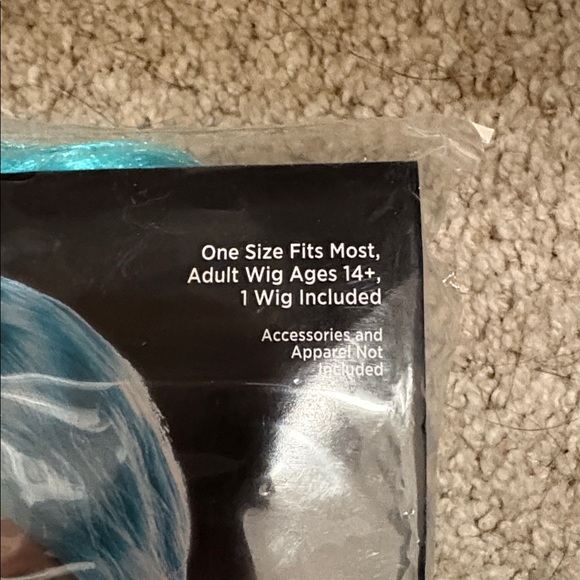 One Size Fits Most,
Adult Wig Ages 14+,
1 Wig Included
Accessories and
Apparel Not
Included